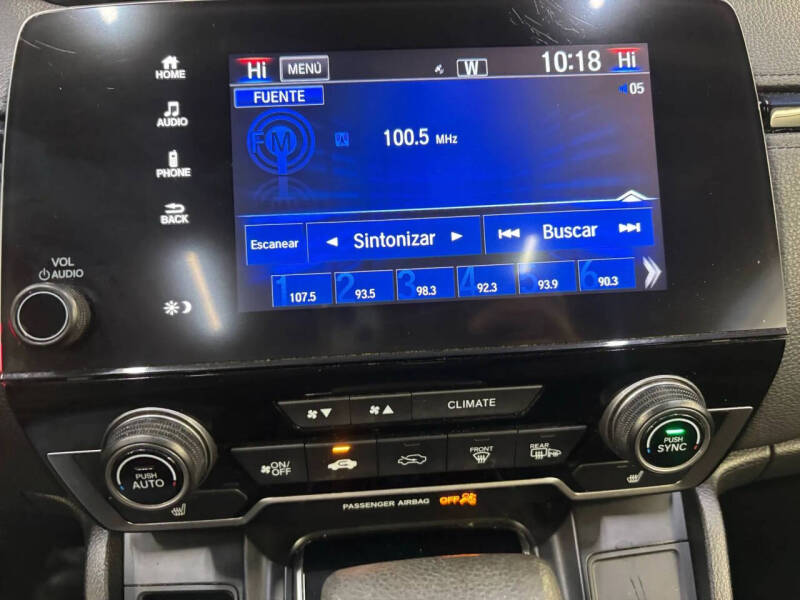 Hi MENÚ W 10:18 Hi
FUENTE 05
FM 100.5 MHz
Escanear Sintonizar Buscar
1 107.5 2 93.5 3 98.3 4 92.3 5 93.9 6 90.3
HOME
AUDIO
PHONE
BACK
VOL
AUDIO
CLIMATE
ON/OFF FRONT REAR
PUSH AUTO
PUSH SYNC
PASSENGER AIRBAG OFF